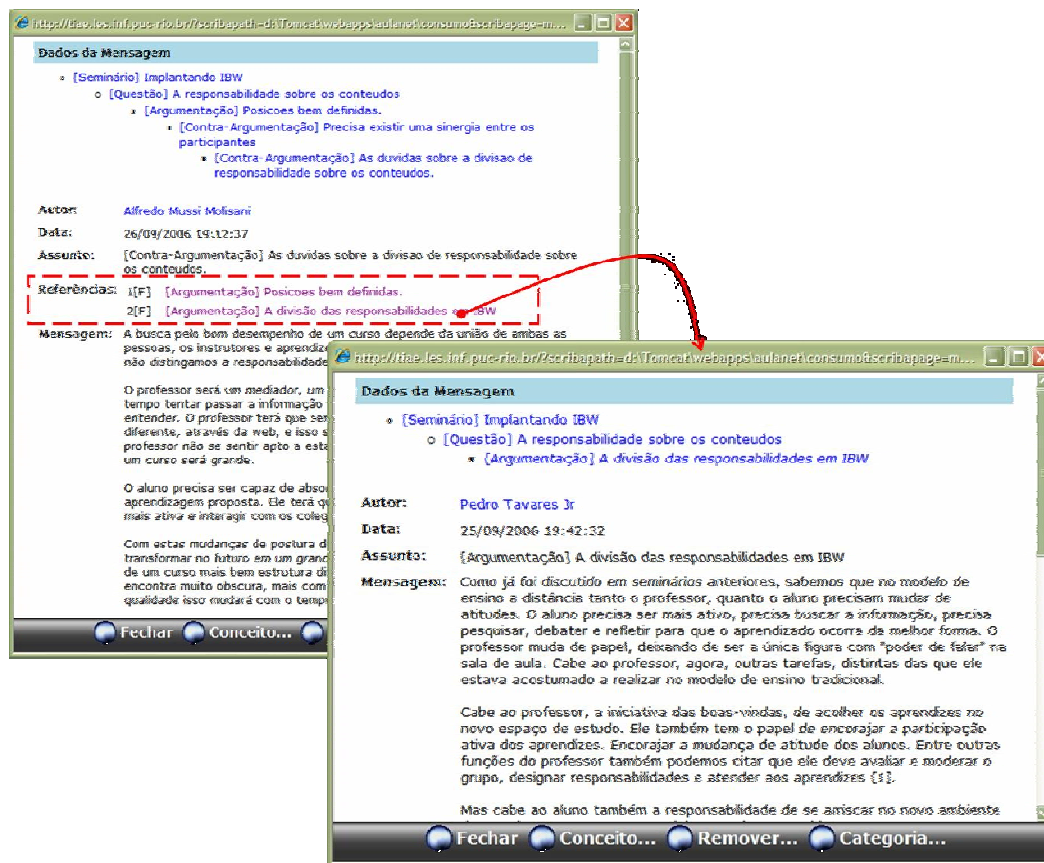 http://tiae.les.inf.puc-rio.br/?scribapath=d:\Tomcat\webapps\aulanet\consumo&scribapage=m...
Dados da Mensagem
[Seminário] Implantando IBW
[Questão] A responsabilidade sobre os conteudos
[Argumentação] Posicoes bem definidas.
[Contra-Argumentação] Precisa existir uma sinergia entre os
participantes
[Contra-Argumentação] As duvidas sobre a divisao de
responsabilidade sobre os conteudos.
Autor: Alfredo Mussi Molisani
Data: 26/09/2006 19:12:37
Assunto: [Contra-Argumentação] As duvidas sobre a divisao de responsabilidade sobre
os conteudos.
Referências: 1[F] [Argumentação] Posicoes bem definidas.
2[F] [Argumentação] A divisão das responsabilidades em IBW
Mensagem: A busca pelo bom desempenho de um curso depende da união de ambas as
pessoas, os instrutores e aprendiz
não distingamos a responsabilidade
O professor será um mediador, um
tempo tentar passar a informação
entender. O professor terá que ser
diferente, através da web, e isso s
professor não se sentir apto a esta
um curso será grande.
O aluno precisa ser capaz de abso
aprendizagem proposta. Ele terá qu
mais ativa e interagir com os coleg
Com estas mudanças de postura d
transformar no futuro em um grand
de um curso mais bem estrutura di
encontra muito obscura, mais com
qualidade isso mudará com o tempo
Fechar Conceito...
http://tiae.les.inf.puc-rio.br/?scribapath=d:\Tomcat\webapps\aulanet\consumo&scribapage=m...
Dados da Mensagem
[Seminário] Implantando IBW
[Questão] A responsabilidade sobre os conteudos
[Argumentação] A divisão das responsabilidades em IBW
Autor: Pedro Tavares Jr
Data: 25/09/2006 19:42:32
Assunto: [Argumentação] A divisão das responsabilidades em IBW
Mensagem: Como já foi discutido em seminários anteriores, sabemos que no modelo de
ensino a distância tanto o professor, quanto o aluno precisam mudar de
atitudes. O aluno precisa ser mais ativo, precisa buscar a informação, precisa
pesquisar, debater e refletir para que o aprendizado ocorra da melhor forma. O
professor muda de papel, deixando de ser a única figura com "poder de falar" na
sala de aula. Cabe ao professor, agora, outras tarefas, distintas das que ele
estava acostumado a realizar no modelo de ensino tradicional.
Cabe ao professor, a iniciativa das boas-vindas, de acolher os aprendizes no
novo espaço de estudo. Ele também tem o papel de encorajar a participação
ativa dos aprendizes. Encorajar a mudança de atitude dos alunos. Entre outras
funções do professor também podemos citar que ele deve avaliar e moderar o
grupo, designar responsabilidades e atender aos aprendizes [1].
Mas cabe ao aluno também a responsabilidade de se arriscar no novo ambiente
Fechar Conceito... Remover... Categoria...